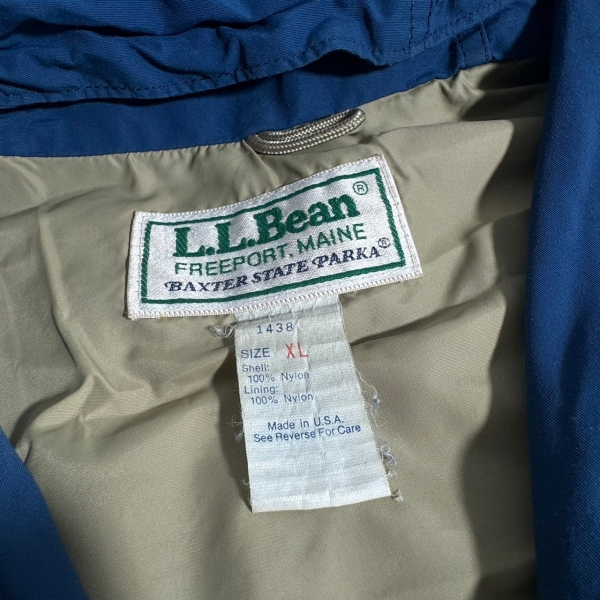 L.L.Bean®
FREEPORT, MAINE
BAXTER STATE PARKA®
1438
SIZE XL
Shell:
100% Nylon
Lining:
100% Nylon
Made in U.S.A.
See Reverse For Care